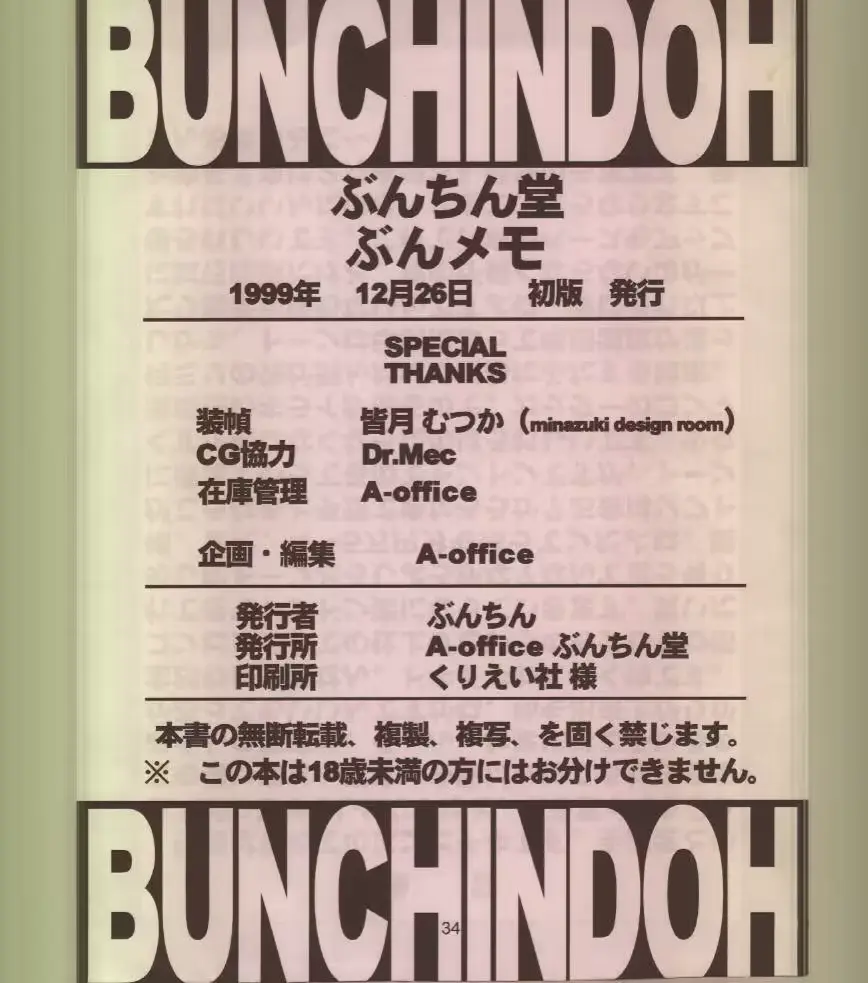 BUNCHINDOH
ぶんちん堂
ぶんメモ
1999年 12月26日 初版 発行
SPECIAL
THANKS
装幀 皆月 むつか（minazuki design room）
CG協力 Dr.Mec
在庫管理 A-office
企画・編集 A-office
発行者 ぶんちん
発行所 A-office ぶんちん堂
印刷所 くりえい社 様
本書の無断転載、複製、複写、を固く禁じます。
※ この本は18歳未満の方にはお分けできません。
BUNCHINDOH
34